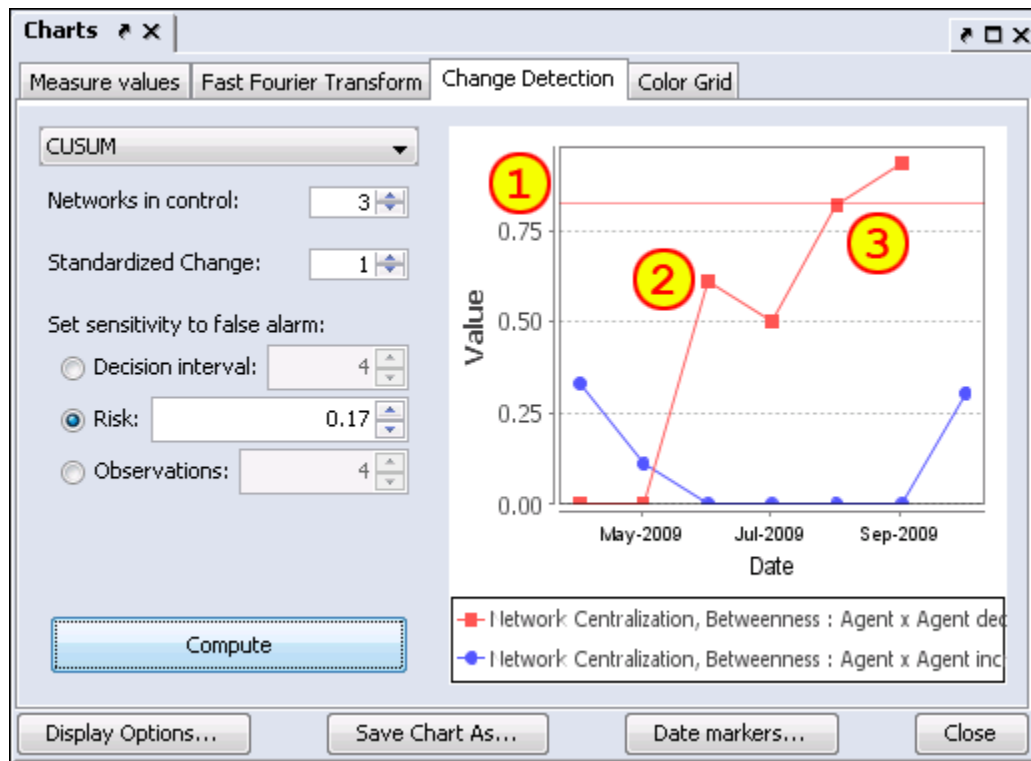 Charts
Measure values Fast Fourier Transform Change Detection Color Grid
CUSUM
Networks in control: 3
Standardized Change: 1
Set sensitivity to false alarm:
Decision interval: 4
Risk: 0.17
Observations: 4
Compute
1
2
3
Value
0.75
0.50
0.25
0.00
May-2009 Jul-2009 Sep-2009
Date
Network Centralization, Betweenness : Agent x Agent dec
Network Centralization, Betweenness : Agent x Agent inc
Display Options... Save Chart As... Date markers... Close